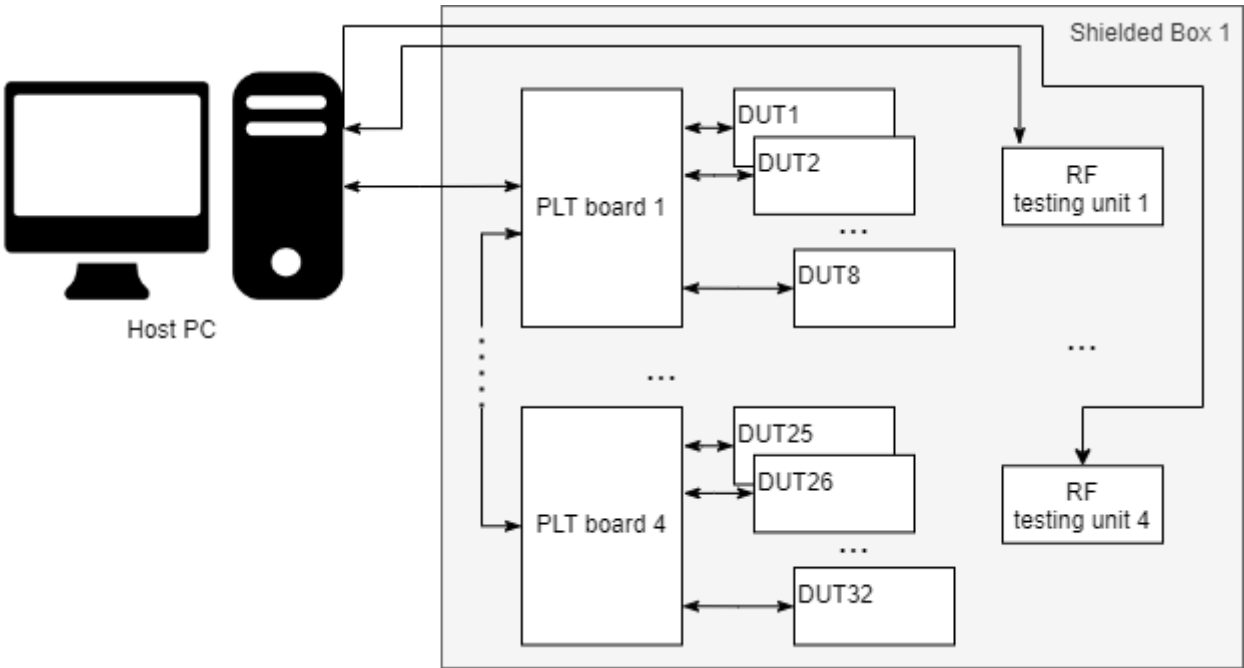 Shielded Box 1
DUT1
DUT2
PLT board 1
...
DUT8
RF
testing unit 1
Host PC
...
...
DUT25
DUT26
PLT board 4
...
DUT32
RF
testing unit 4